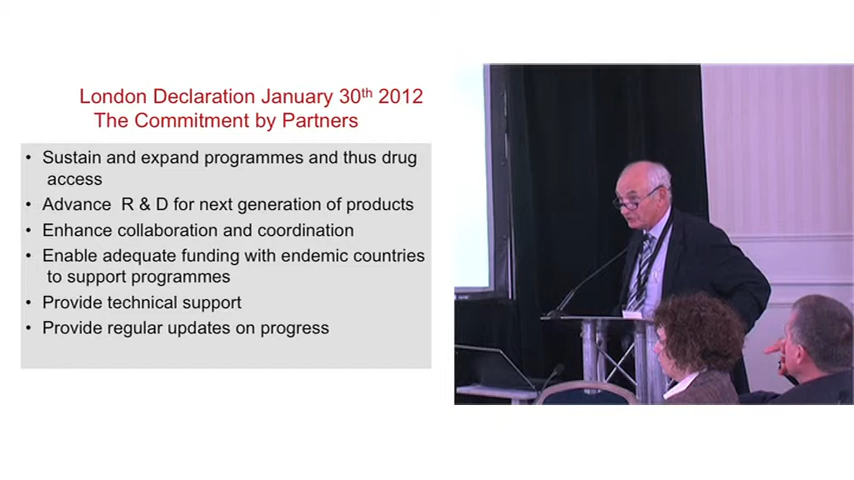 London Declaration January 30th 2012
The Commitment by Partners
• Sustain and expand programmes and thus drug
access
• Advance R & D for next generation of products
• Enhance collaboration and coordination
• Enable adequate funding with endemic countries
to support programmes
• Provide technical support
• Provide regular updates on progress